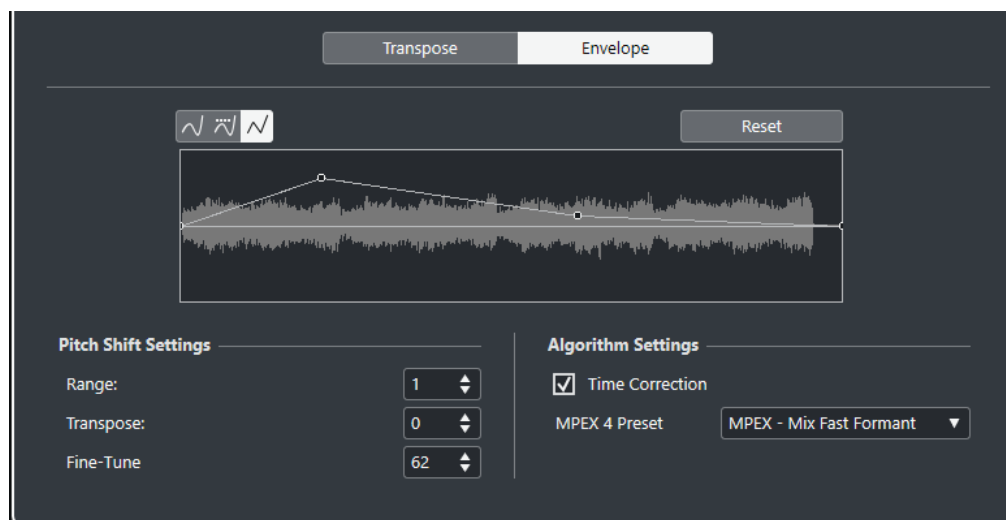 Transpose Envelope
Reset
Pitch Shift Settings
Range: 1
Transpose: 0
Fine-Tune 62
Algorithm Settings
Time Correction
MPEX 4 Preset MPEX - Mix Fast Formant